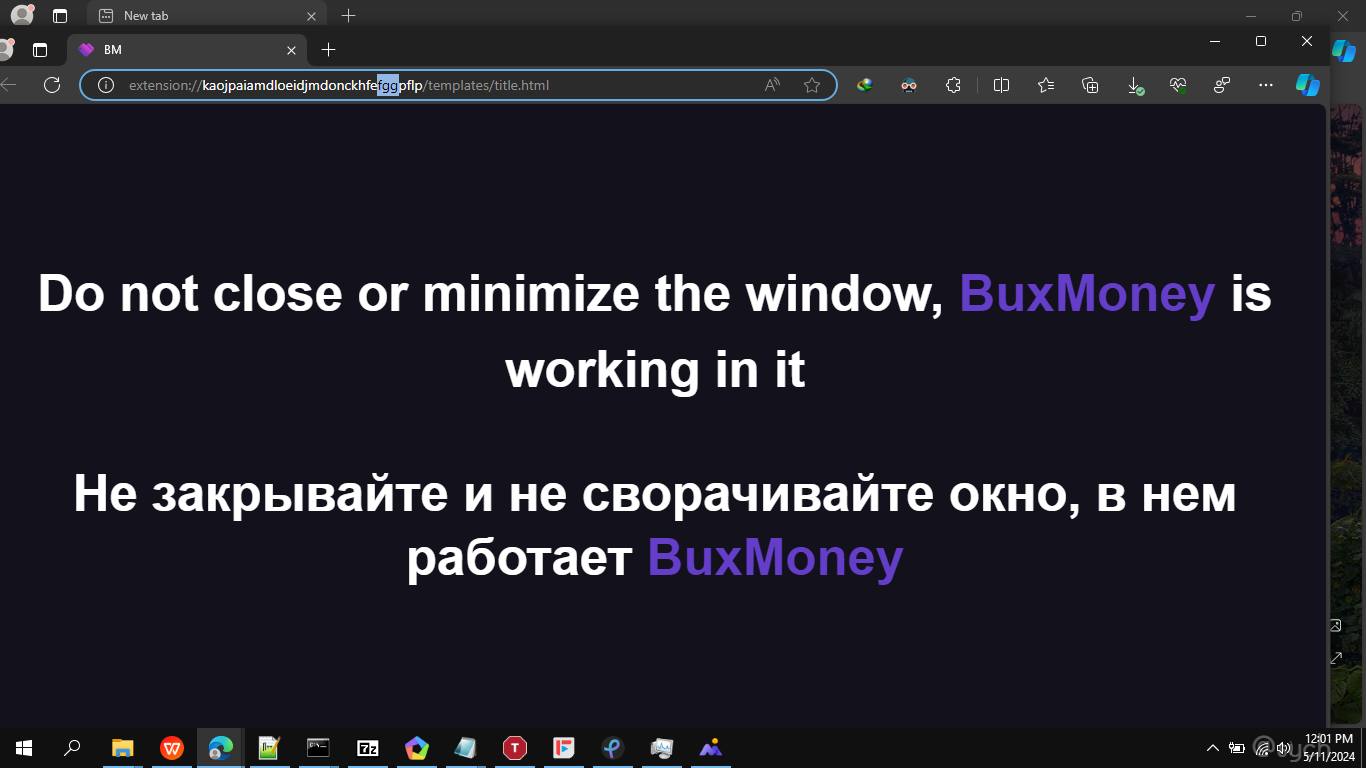 New tab
BM
extension://kaojpaiamdloeidjmdonckhfefggpflp/templates/title.html
Do not close or minimize the window, BuxMoney is
working in it
Не закрывайте и не сворачивайте окно, в нем
работает BuxMoney
12:01 PM
5/11/2024